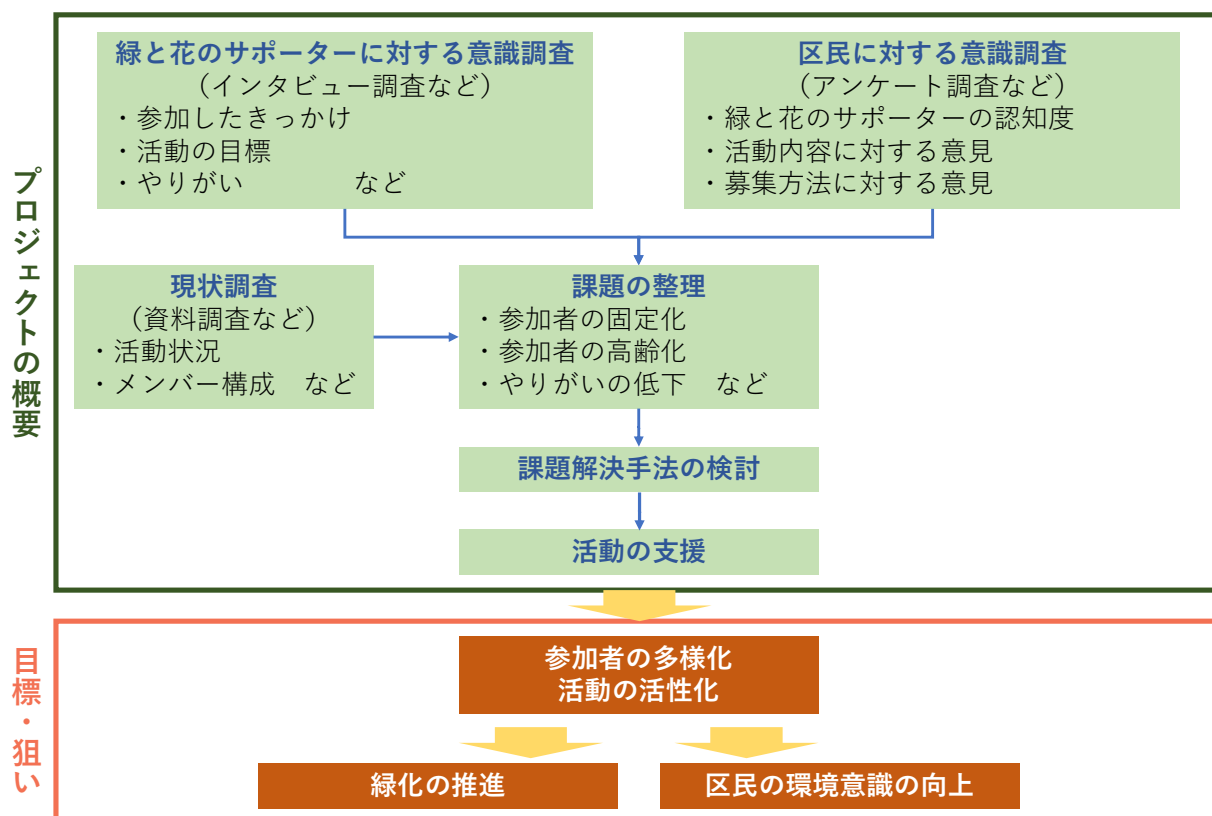 プロジェクトの概要
緑と花のサポーターに対する意識調査
（インタビュー調査など）
・参加したきっかけ
・活動の目標
・やりがい　　　　など
区民に対する意識調査
（アンケート調査など）
・緑と花のサポーターの認知度
・活動内容に対する意見
・募集方法に対する意見
現状調査
（資料調査など）
・活動状況
・メンバー構成　など
課題の整理
・参加者の固定化
・参加者の高齢化
・やりがいの低下　など
課題解決手法の検討
活動の支援
目標・狙い
参加者の多様化
活動の活性化
緑化の推進
区民の環境意識の向上